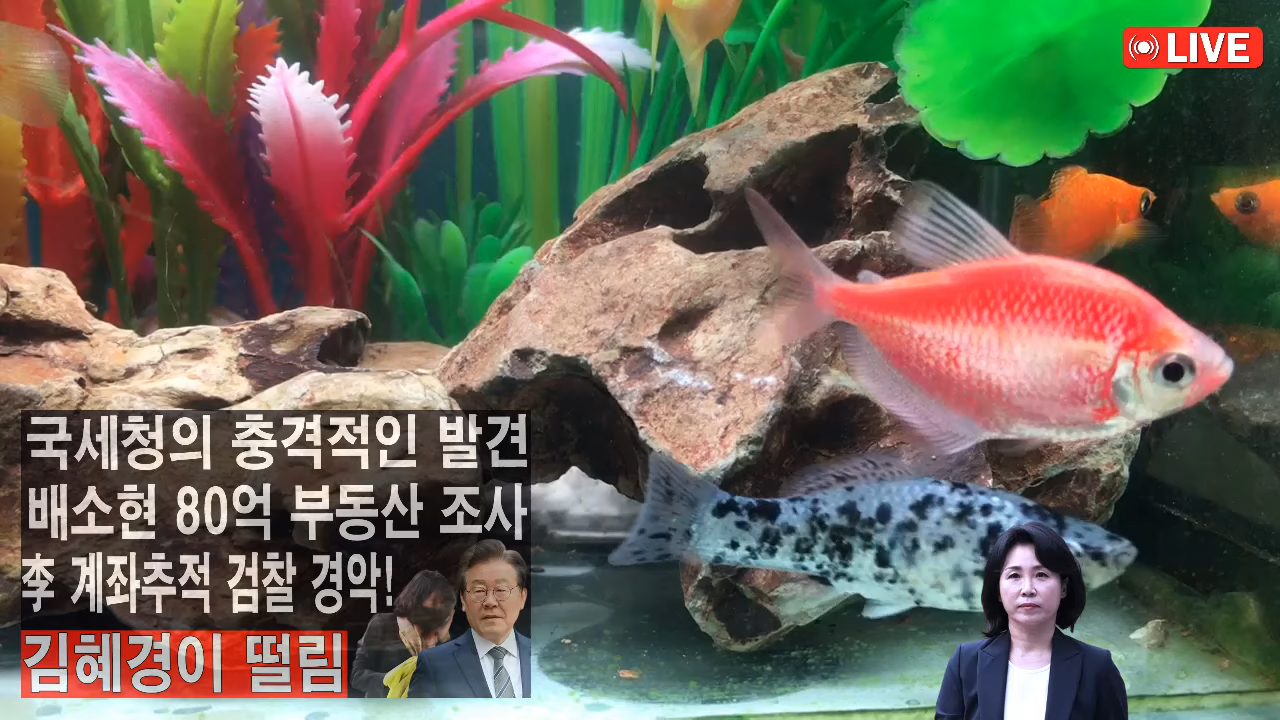 LIVE
국세청의 충격적인 발견
배소현 80억 부동산 조사
李 계좌추적 검찰 경악!
김혜경이 떨림